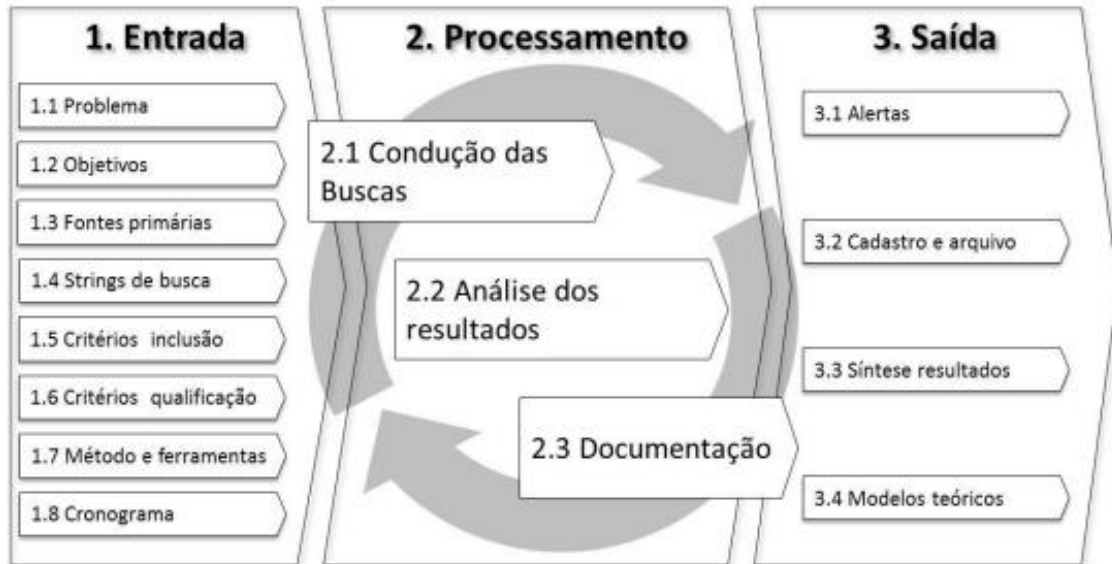 1. Entrada
1.1 Problema
1.2 Objetivos
1.3 Fontes primárias
1.4 Strings de busca
1.5 Critérios inclusão
1.6 Critérios qualificação
1.7 Método e ferramentas
1.8 Cronograma
2. Processamento
2.1 Condução das
Buscas
2.2 Análise dos
resultados
2.3 Documentação
3. Saída
3.1 Alertas
3.2 Cadastro e arquivo
3.3 Síntese resultados
3.4 Modelos teóricos